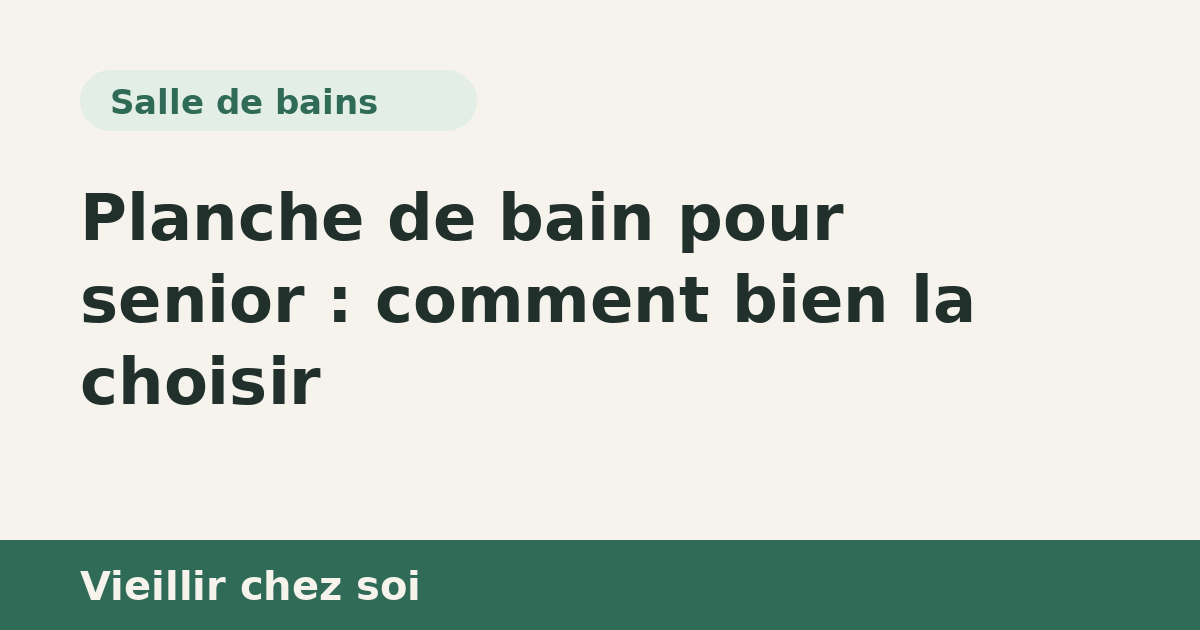 Salle de bains
Planche de bain pour
senior : comment bien la
choisir
Vieillir chez soi